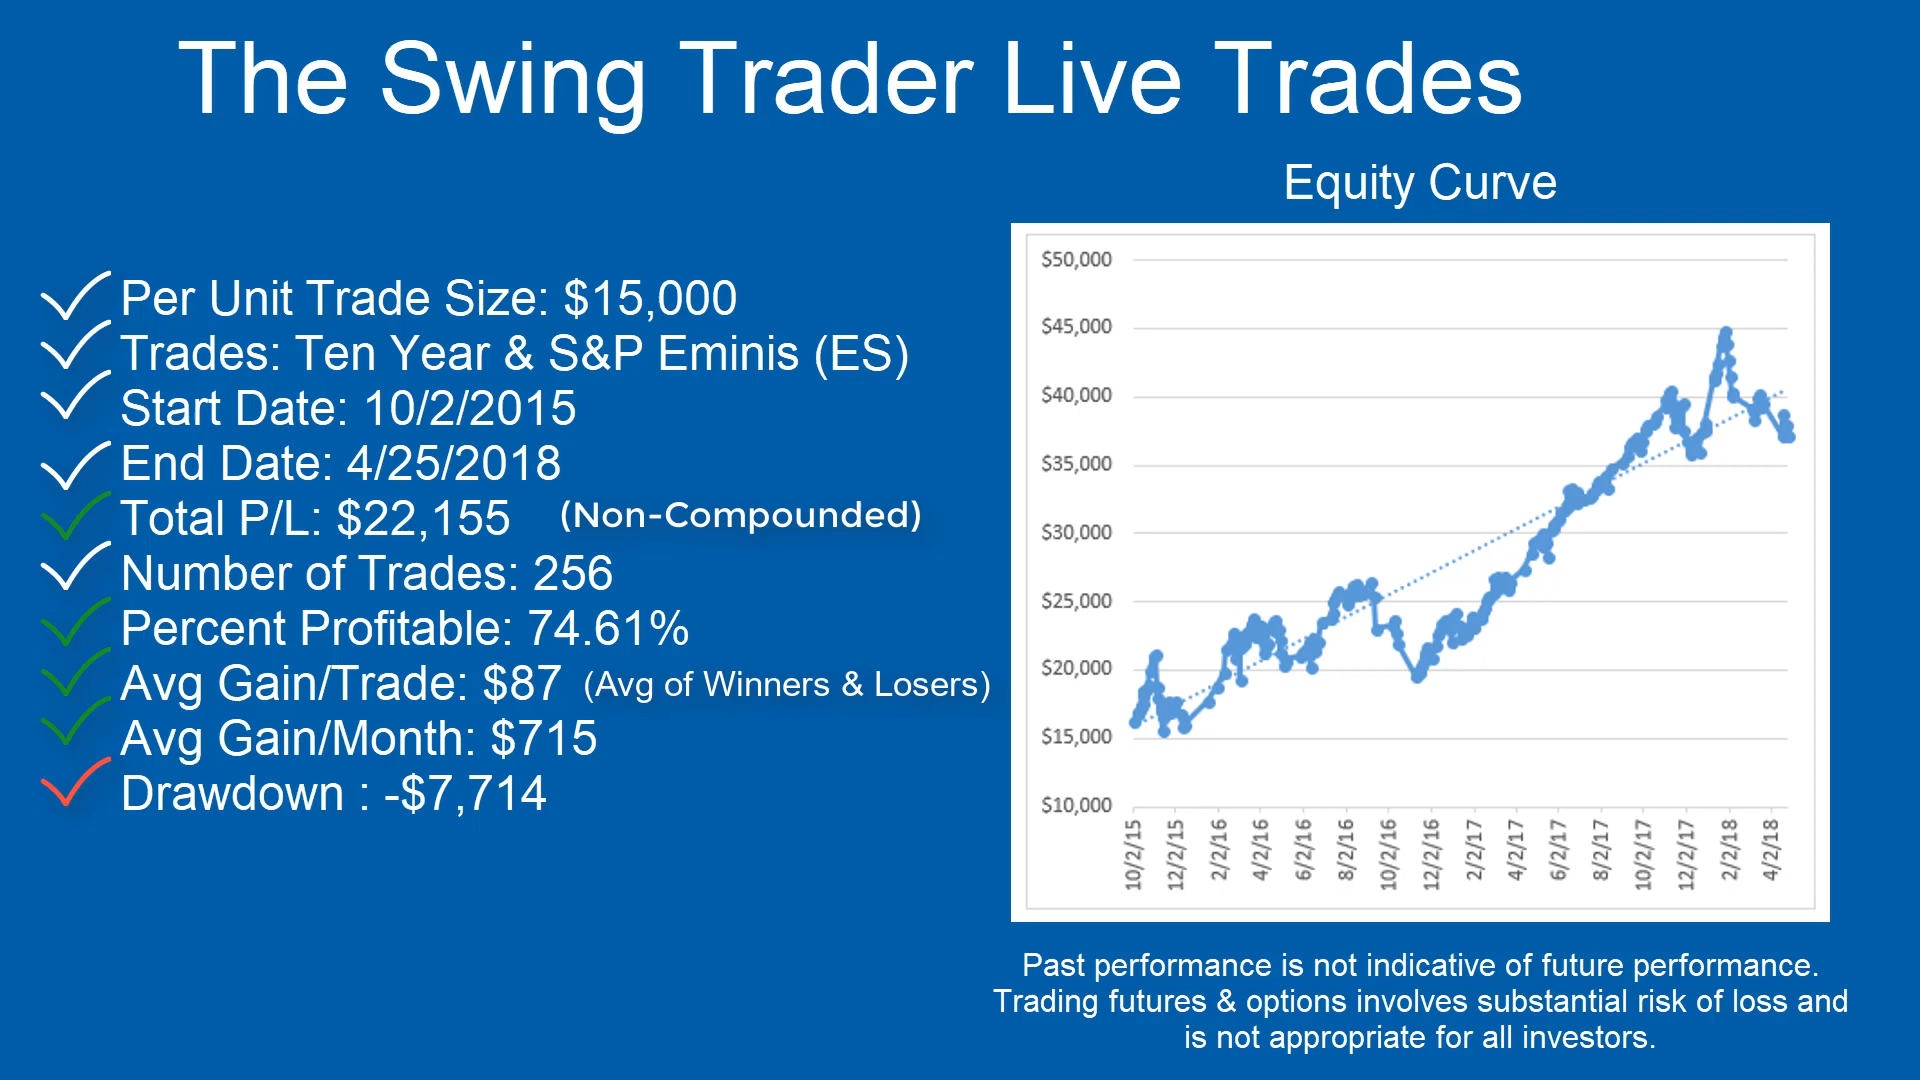 The Swing Trader Live Trades
Equity Curve
Per Unit Trade Size: $15,000
Trades: Ten Year & S&P Eminis (ES)
Start Date: 10/2/2015
End Date: 4/25/2018
Total P/L: $22,155 (Non-Compounded)
Number of Trades: 256
Percent Profitable: 74.61%
Avg Gain/Trade: $87 (Avg of Winners & Losers)
Avg Gain/Month: $715
Drawdown : -$7,714
$50,000
$45,000
$40,000
$35,000
$30,000
$25,000
$20,000
$15,000
$10,000
10/2/15
12/2/15
2/2/16
4/2/16
6/2/16
8/2/16
10/2/16
12/2/16
2/2/17
4/2/17
6/2/17
8/2/17
10/2/17
12/2/17
2/2/18
4/2/18
Past performance is not indicative of future performance.
Trading futures & options involves substantial risk of loss and
is not appropriate for all investors.